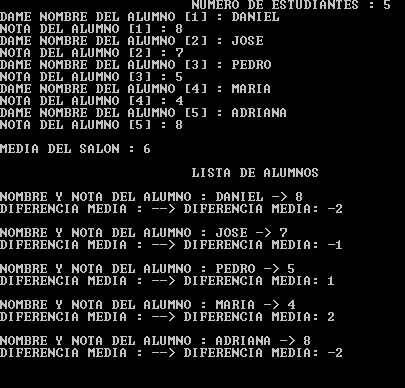 NUMERO DE ESTUDIANTES : 5
DAME NOMBRE DEL ALUMNO [1] : DANIEL
NOTA DEL ALUMNO [1] : 8
DAME NOMBRE DEL ALUMNO [2] : JOSE
NOTA DEL ALUMNO [2] : 7
DAME NOMBRE DEL ALUMNO [3] : PEDRO
NOTA DEL ALUMNO [3] : 5
DAME NOMBRE DEL ALUMNO [4] : MARIA
NOTA DEL ALUMNO [4] : 4
DAME NOMBRE DEL ALUMNO [5] : ADRIANA
NOTA DEL ALUMNO [5] : 8
MEDIA DEL SALON : 6
LISTA DE ALUMNOS
NOMBRE Y NOTA DEL ALUMNO : DANIEL -> 8
DIFERENCIA MEDIA : --> DIFERENCIA MEDIA: -2
NOMBRE Y NOTA DEL ALUMNO : JOSE -> 7
DIFERENCIA MEDIA : --> DIFERENCIA MEDIA: -1
NOMBRE Y NOTA DEL ALUMNO : PEDRO -> 5
DIFERENCIA MEDIA : --> DIFERENCIA MEDIA: 1
NOMBRE Y NOTA DEL ALUMNO : MARIA -> 4
DIFERENCIA MEDIA : --> DIFERENCIA MEDIA: 2
NOMBRE Y NOTA DEL ALUMNO : ADRIANA -> 8
DIFERENCIA MEDIA : --> DIFERENCIA MEDIA: -2